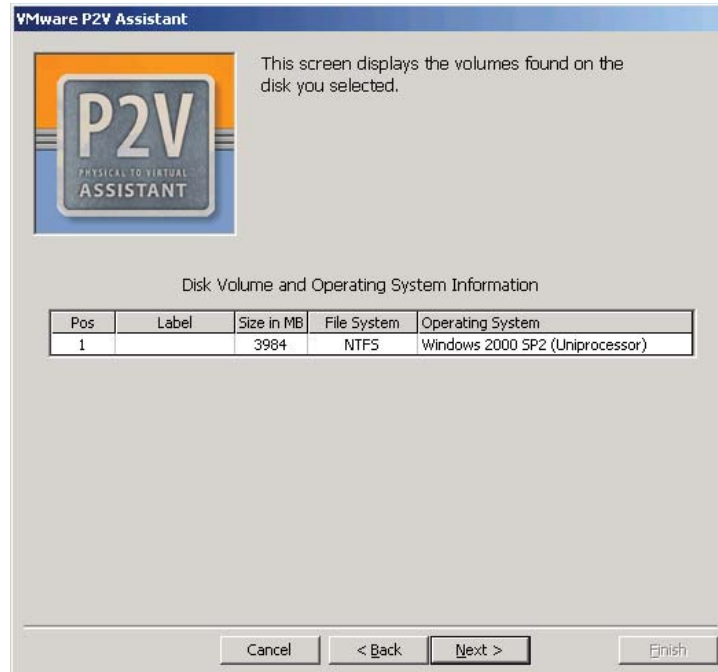 VMware P2V Assistant
P2V
PHYSICAL TO VIRTUAL
ASSISTANT
This screen displays the volumes found on the
disk you selected.
Disk Volume and Operating System Information
Pos Label Size in MB File System Operating System
1 3984 NTFS Windows 2000 SP2 (Uniprocessor)
Cancel < Back Next > Finish